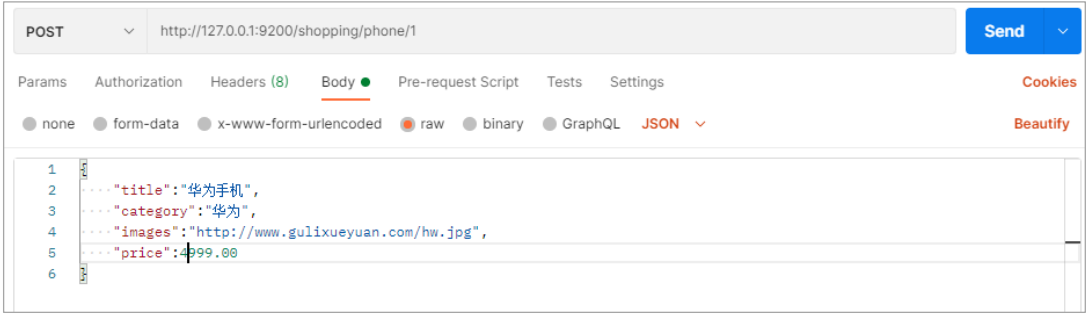 POST http://127.0.0.1:9200/shopping/phone/1 Send
Params Authorization Headers (8) Body Pre-request Script Tests Settings Cookies
none form-data x-www-form-urlencoded raw binary GraphQL JSON Beautify
1 {
2 "title":"华为手机",
3 "category":"华为",
4 "images":"http://www.gulixueyuan.com/hw.jpg",
5 "price":4999.00
6 }